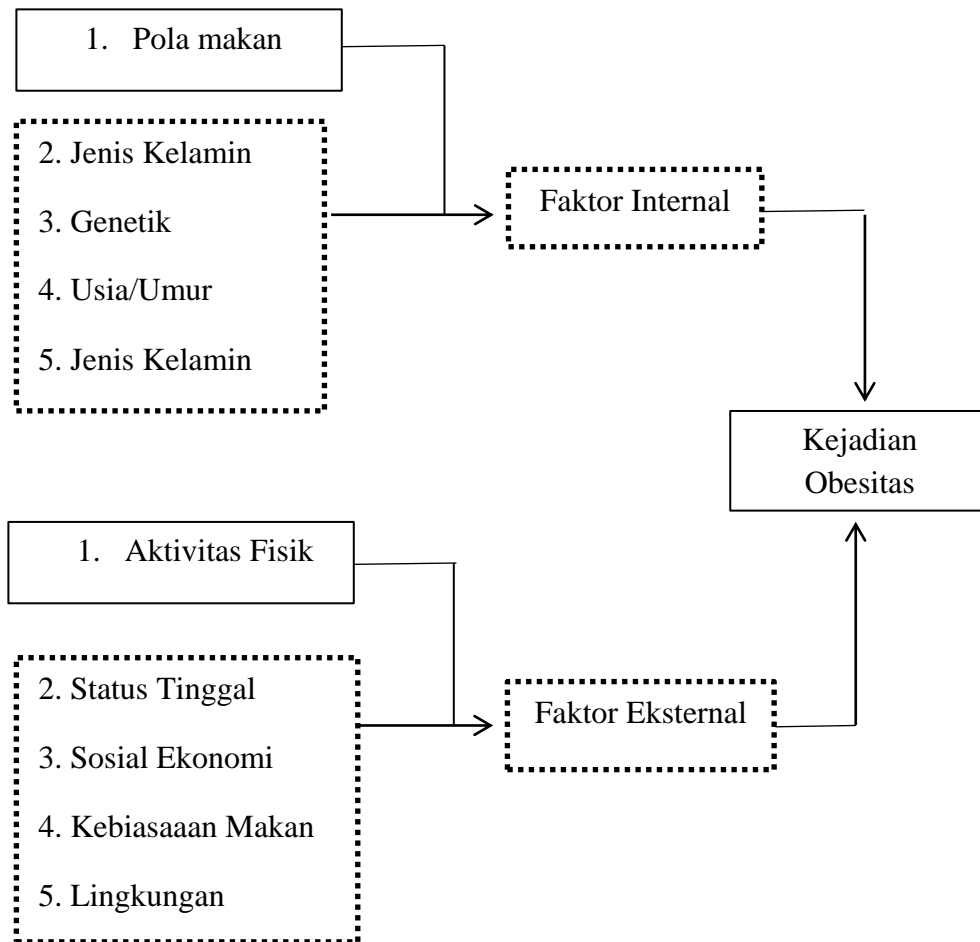 1. Pola makan
2. Jenis Kelamin
3. Genetik
4. Usia/Umur
5. Jenis Kelamin
Faktor Internal
Kejadian
Obesitas
1. Aktivitas Fisik
2. Status Tinggal
3. Sosial Ekonomi
4. Kebiasaaan Makan
5. Lingkungan
Faktor Eksternal